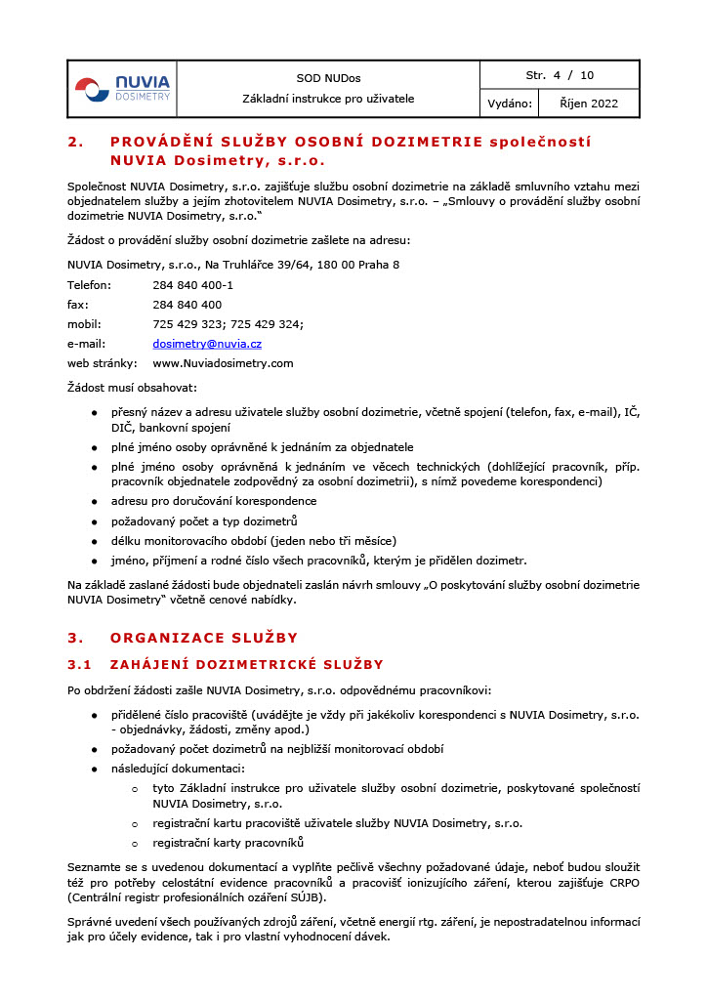 NUVIA
DOSIMETRY
SOD NUDos
Základní instrukce pro uživatele
Str. 4 / 10
Vydáno:
Říjen 2022
2. PROVÁDĚNÍ SLUŽBY OSOBNÍ DOZIMETRIE společností
NUVIA Dosimetry, s.r.o.
Společnost NUVIA Dosimetry, s.r.o. zajišťuje službu osobní dozimetrie na základě smluvního vztahu mezi
objednatelem služby a jejím zhotovitelem NUVIA Dosimetry, s.r.o. – „Smlouvy o provádění služby osobní
dozimetrie NUVIA Dosimetry, s.r.o.“
Žádost o provádění služby osobní dozimetrie zašlete na adresu:
NUVIA Dosimetry, s.r.o., Na Truhlářce 39/64, 180 00 Praha 8
Telefon: 284 840 400-1
fax: 284 840 400
mobil: 725 429 323; 725 429 324;
e-mail: dosimetry@nuvia.cz
web stránky: www.Nuviadosimetry.com
Žádost musí obsahovat:
● přesný název a adresu uživatele služby osobní dozimetrie, včetně spojení (telefon, fax, e-mail), IČ,
DIČ, bankovní spojení
● plné jméno osoby oprávněné k jednáním za objednatele
● plné jméno osoby oprávněná k jednáním ve věcech technických (dohlížející pracovník, příp.
pracovník objednatele zodpovědný za osobní dozimetrii), s nímž povedeme korespondenci)
● adresu pro doručování korespondence
● požadovaný počet a typ dozimetrů
● délku monitorovacího období (jeden nebo tři měsíce)
● jméno, příjmení a rodné číslo všech pracovníků, kterým je přidělen dozimetr.
Na základě zaslané žádosti bude objednateli zaslán návrh smlouvy „O poskytování služby osobní dozimetrie
NUVIA Dosimetry“ včetně cenové nabídky.
3. ORGANIZACE SLUŽBY
3.1 ZAHÁJENÍ DOZIMETRICKÉ SLUŽBY
Po obdržení žádosti zašle NUVIA Dosimetry, s.r.o. odpovědnému pracovníkovi:
● přidělené číslo pracoviště (uvádějte je vždy při jakékoliv korespondenci s NUVIA Dosimetry, s.r.o.
- objednávky, žádosti, změny apod.)
● požadovaný počet dozimetrů na nejbližší monitorovací období
● následující dokumentaci:
o tyto Základní instrukce pro uživatele služby osobní dozimetrie, poskytované společností
NUVIA Dosimetry, s.r.o.
o registrační kartu pracoviště uživatele služby NUVIA Dosimetry, s.r.o.
o registrační karty pracovníků
Seznamte se s uvedenou dokumentací a vyplňte pečlivě všechny požadované údaje, neboť budou sloužit
též pro potřeby celostátní evidence pracovníků a pracovišť ionizujícího záření, kterou zajišťuje CRPO
(Centrální registr profesionálních ozáření SÚJB).
Správné uvedení všech používaných zdrojů záření, včetně energií rtg. záření, je nepostradatelnou informací
jak pro účely evidence, tak i pro vlastní vyhodnocení dávek.